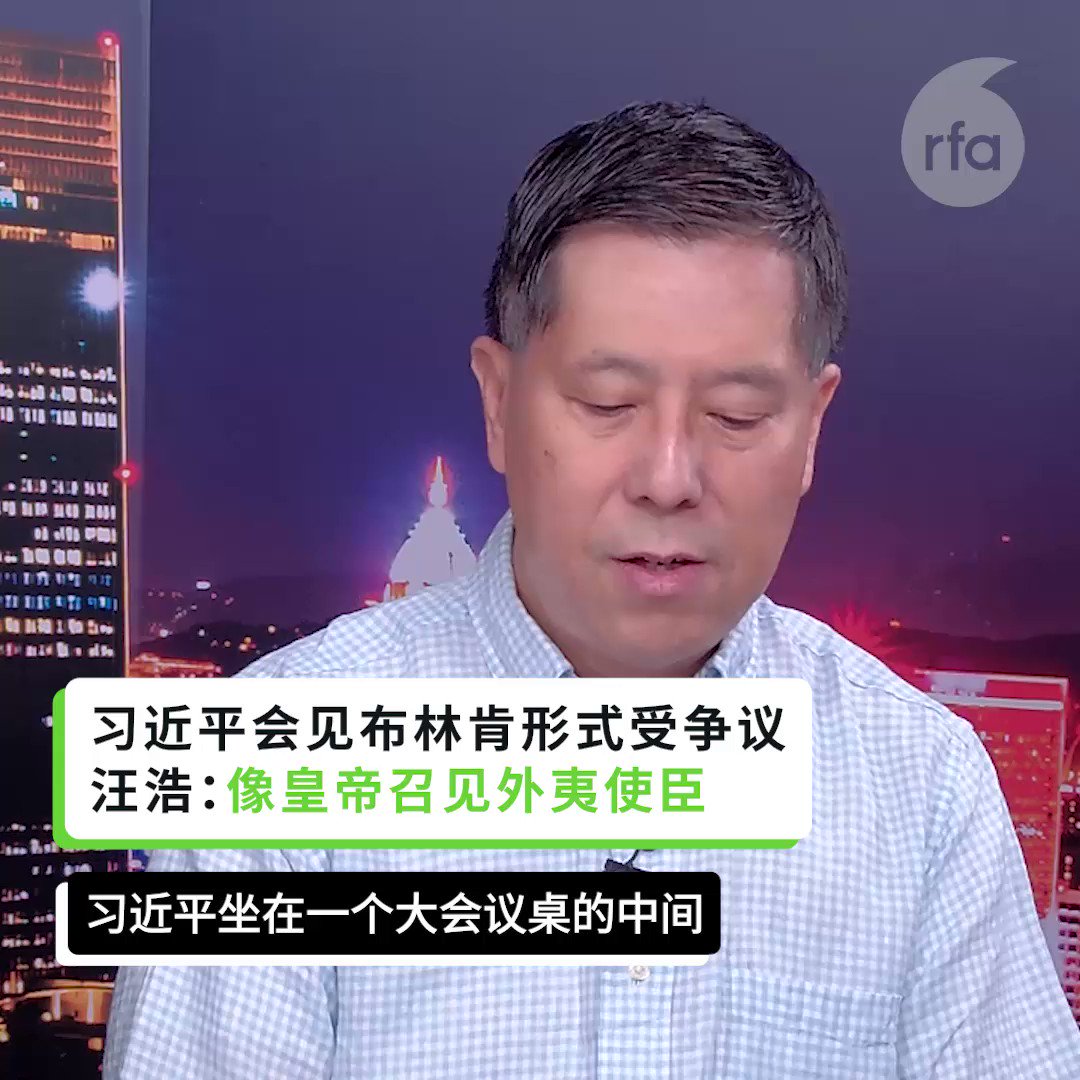 rfa
习近平会见布林肯形式受争议
汪浩：像皇帝召见外夷使臣
习近平坐在一个大会议桌的中间